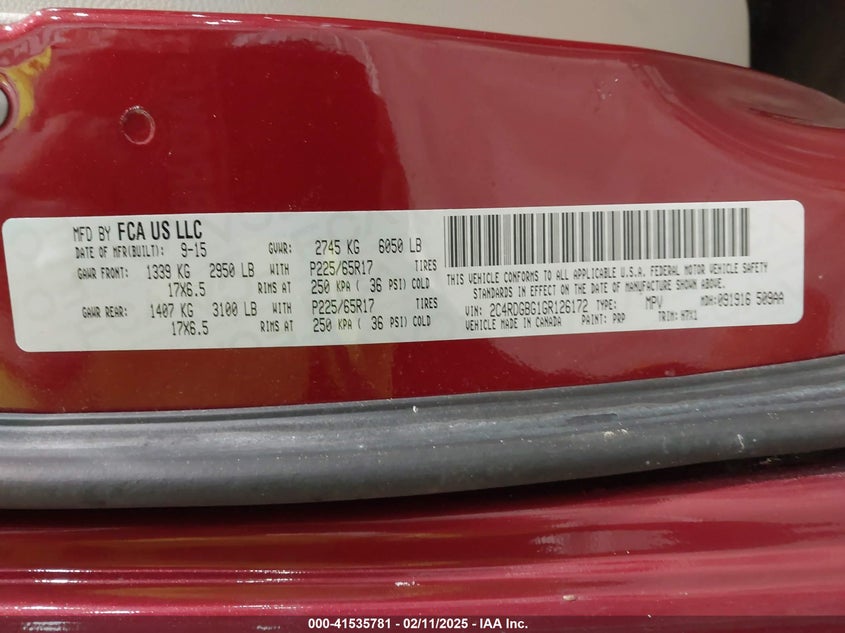 MFD BY FCA US LLC
DATE OF MFR(BUILT): 9-15 GVWR: 2745 KG 6050 LB
GAWR FRONT: 1339 KG 2950 LB WITH P225/65R17 TIRES
17X6.5 RIMS AT 250 KPA ( 36 PSI) COLD
GAWR REAR: 1407 KG 3100 LB WITH P225/65R17 TIRES
17X6.5 RIMS AT 250 KPA ( 36 PSI) COLD
THIS VEHICLE CONFORMS TO ALL APPLICABLE U.S.A. FEDERAL MOTOR VEHICLE SAFETY
STANDARDS IN EFFECT ON THE DATE OF MANUFACTURE SHOWN ABOVE.
VIN: 2C4RDGBG1GR126172 TYPE: MPV MDH: 091916 509AA
VEHICLE MADE IN CANADA PAINT: PRP TRIM: H7X1
000-41535781 - 02/11/2025 - IAA Inc.